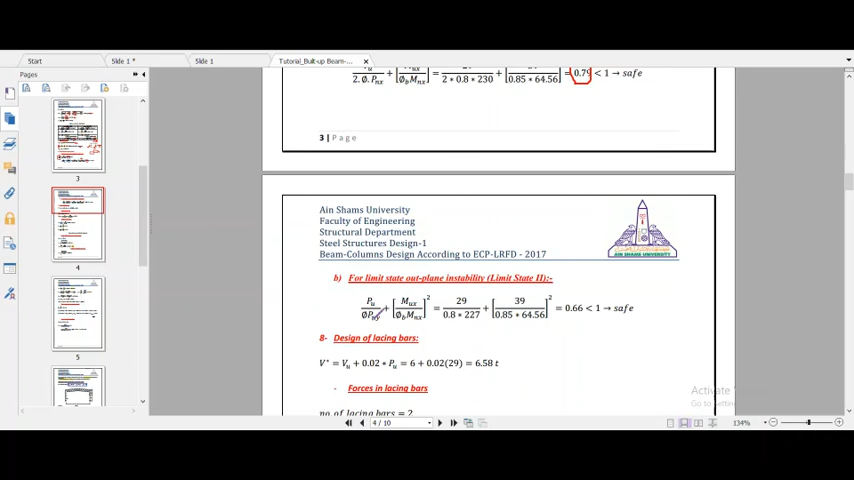 Start
Slide 1 *
Slide 1
Tutorial_Built-up Beam-...
Pages
3
4
5
2.Ø.Pnx + [Mux / ØbMnx] = 2 * 0.8 * 230 + [0.85 * 64.56] = 0.79 < 1 → safe
3 | Page
Ain Shams University
Faculty of Engineering
Structural Department
Steel Structures Design-1
Beam-Columns Design According to ECP-LRFD - 2017
AIN SHAMS UNIVERSITY
b) For limit state out-plane instability (Limit State II):-
Pu / ØPny + [Mux / ØbMnx]² = 29 / 0.8 * 227 + [39 / 0.85 * 64.56]² = 0.66 < 1 → safe
8- Design of lacing bars:
V* = Vu + 0.02 * Pu = 6 + 0.02(29) = 6.58 t
- Forces in lacing bars
no. of lacing bars = 2
Activate
Go to Settin
4 / 10
134%